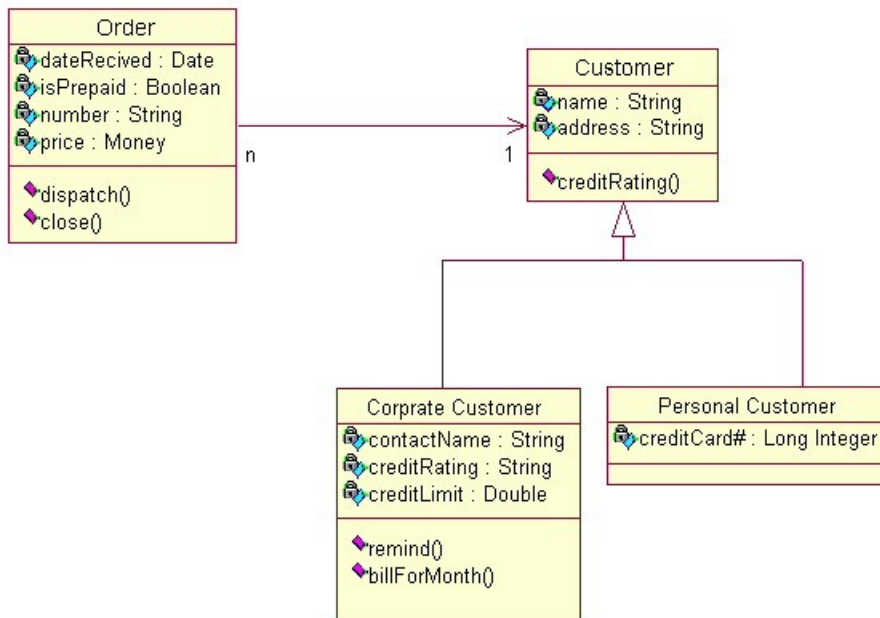 Order
dateRecived : Date
isPrepaid : Boolean
number : String
price : Money
dispatch()
close()
n
1
Customer
name : String
address : String
creditRating()
Corprate Customer
contactName : String
creditRating : String
creditLimit : Double
remind()
billForMonth()
Personal Customer
creditCard# : Long Integer